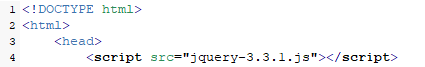 1 <!DOCTYPE html>
2 <html>
3     <head>
4         <script src="jquery-3.3.1.js"></script>